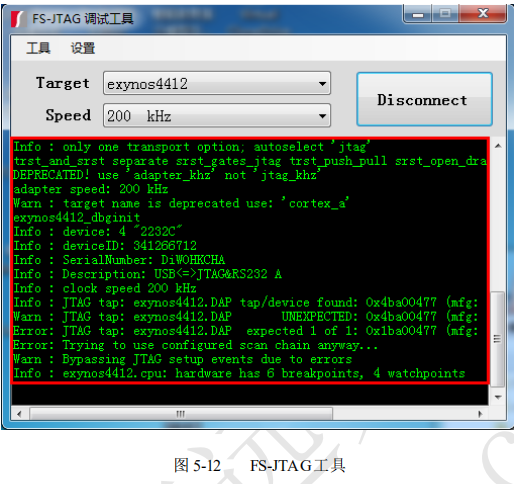 FS-JTAG 调试工具
工具 设置
Target exynos4412
Speed 200 kHz
Disconnect
Info : only one transport option; autoselect 'jtag'
trst_and_srst separate srst_gates_jtag trst_push_pull srst_open_dra
DEPRECATED! use 'adapter_khz' not 'jtag_khz'
adapter speed: 200 kHz
Warn : target name is deprecated use: 'cortex_a'
exynos4412_dbginit
Info : device: 4 "2232C"
Info : deviceID: 341266712
Info : SerialNumber: DiWOHKCHA
Info : Description: USB<=>JTAG&RS232 A
Info : clock speed 200 kHz
Info : JTAG tap: exynos4412.DAP tap/device found: 0x4ba00477 (mfg:
Warn : JTAG tap: exynos4412.DAP UNEXPECTED: 0x4ba00477 (mfg:
Error: JTAG tap: exynos4412.DAP expected 1 of 1: 0x1ba00477 (mfg:
Error: Trying to use configured scan chain anyway...
Warn : Bypassing JTAG setup events due to errors
Info : exynos4412.cpu: hardware has 6 breakpoints, 4 watchpoints
图 5-12 FS-JTAG工具